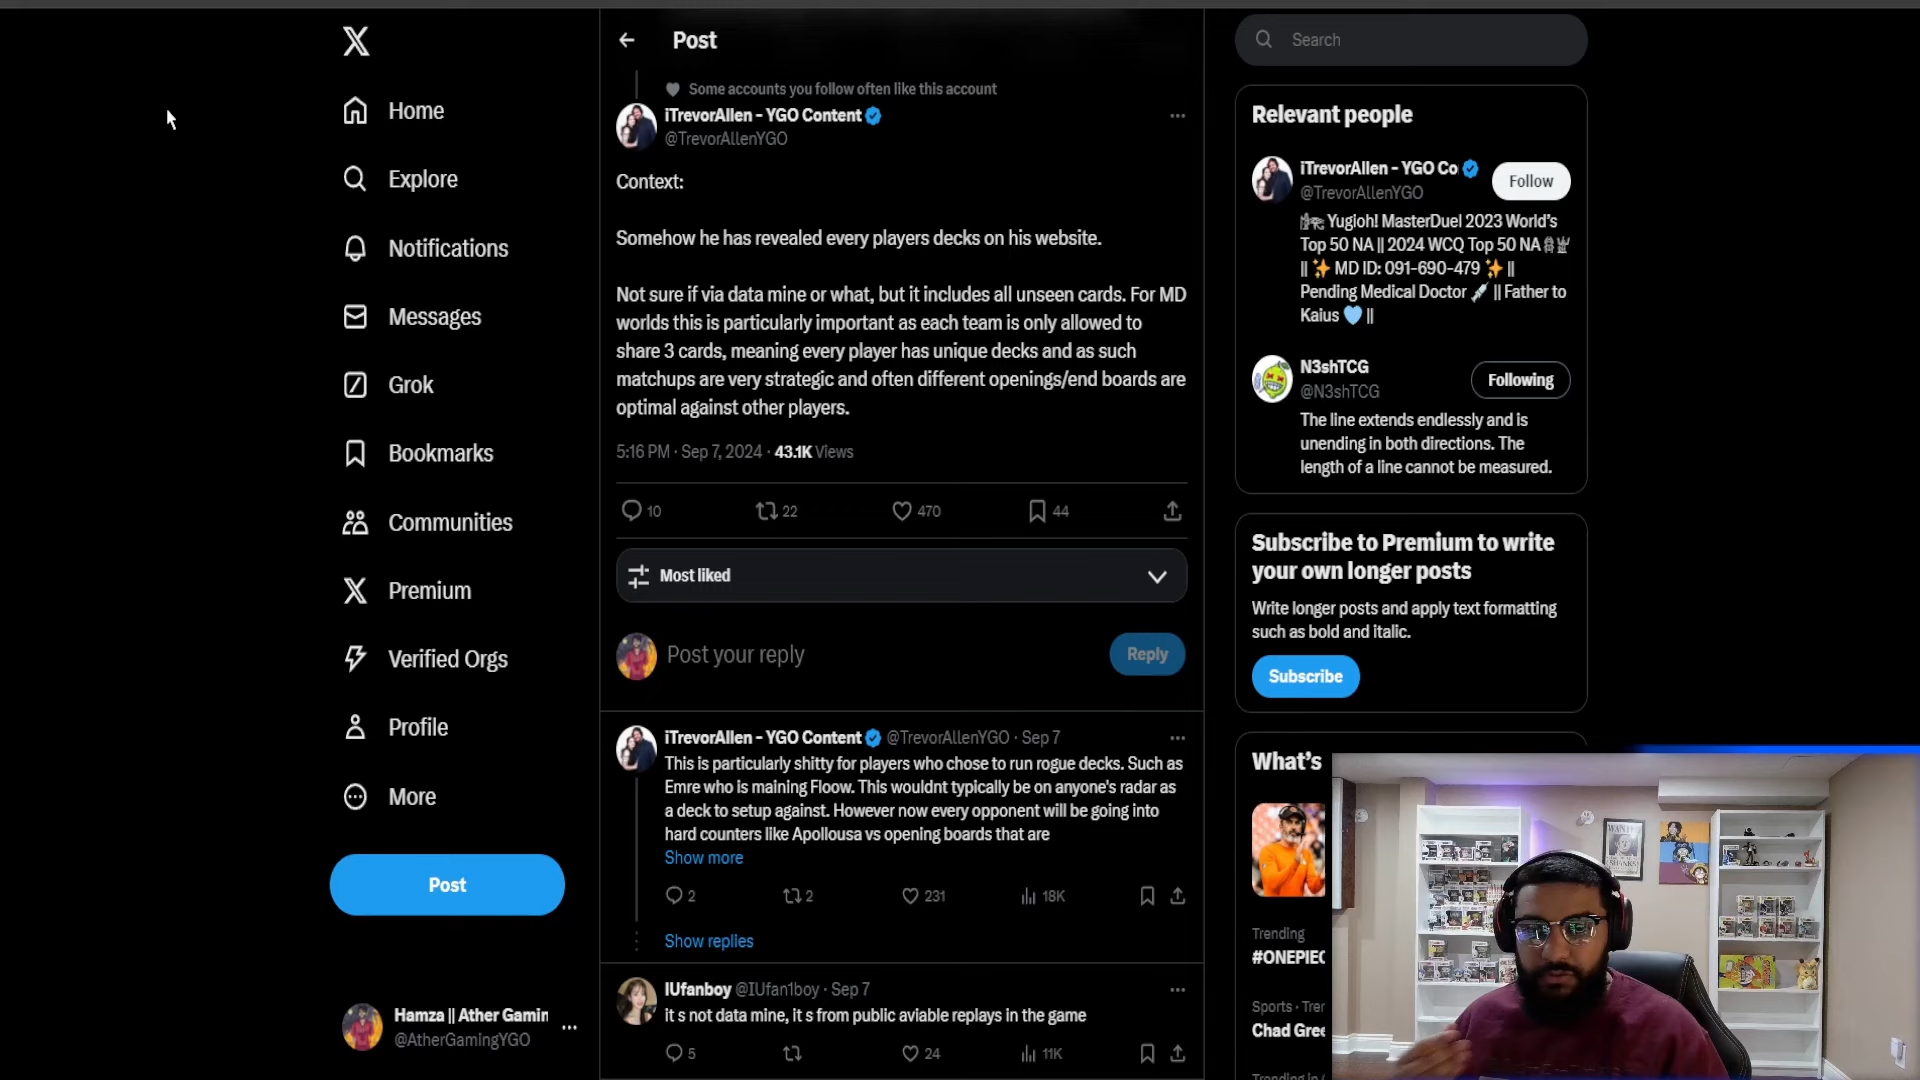 Home
Explore
Notifications
Messages
Grok
Bookmarks
Communities
Premium
Verified Orgs
Profile
More
Post
Hamza || Ather Gamin
@AtherGamingYGO
Post
Some accounts you follow often like this account
iTrevorAllen - YGO Content
@TrevorAllenYGO
Context:
Somehow he has revealed every players decks on his website.
Not sure if via data mine or what, but it includes all unseen cards. For MD
worlds this is particularly important as each team is only allowed to
share 3 cards, meaning every player has unique decks and as such
matchups are very strategic and often different openings/end boards are
optimal against other players.
5:16 PM · Sep 7, 2024 · 43.1K Views
10 22 470 44
Most liked
Post your reply
Reply
iTrevorAllen - YGO Content @TrevorAllenYGO · Sep 7
This is particularly shitty for players who chose to run rogue decks. Such as
Emre who is maining Floow. This wouldnt typically be on anyone's radar as
a deck to setup against. However now every opponent will be going into
hard counters like Apollousa vs opening boards that are
Show more
2 2 231 18K
Show replies
IUfanboy @IUfan1boy · Sep 7
it s not data mine, it s from public aviable replays in the game
5 24 11K
Search
Relevant people
iTrevorAllen - YGO Co
@TrevorAllenYGO
Follow
Yugioh! MasterDuel 2023 World's
Top 50 NA || 2024 WCQ Top 50 NA
|| ✨ MD ID: 091-690-479 ✨ ||
Pending Medical Doctor 💉 || Father to
Kaius 🩵 ||
N3shTCG
@N3shTCG
Following
The line extends endlessly and is
unending in both directions. The
length of a line cannot be measured.
Subscribe to Premium to write
your own longer posts
Write longer posts and apply text formatting
such as bold and italic.
Subscribe
What's
Trending
#ONEPIEC
Sports · Tren
Chad Gree
Trending in
WANTED